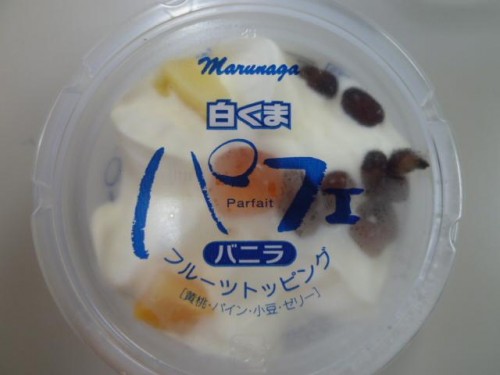 Marunaga
白くま
パフェ
Parfait
バニラ
フルーツトッピング
[黄桃・パイン・小豆・ゼリー]